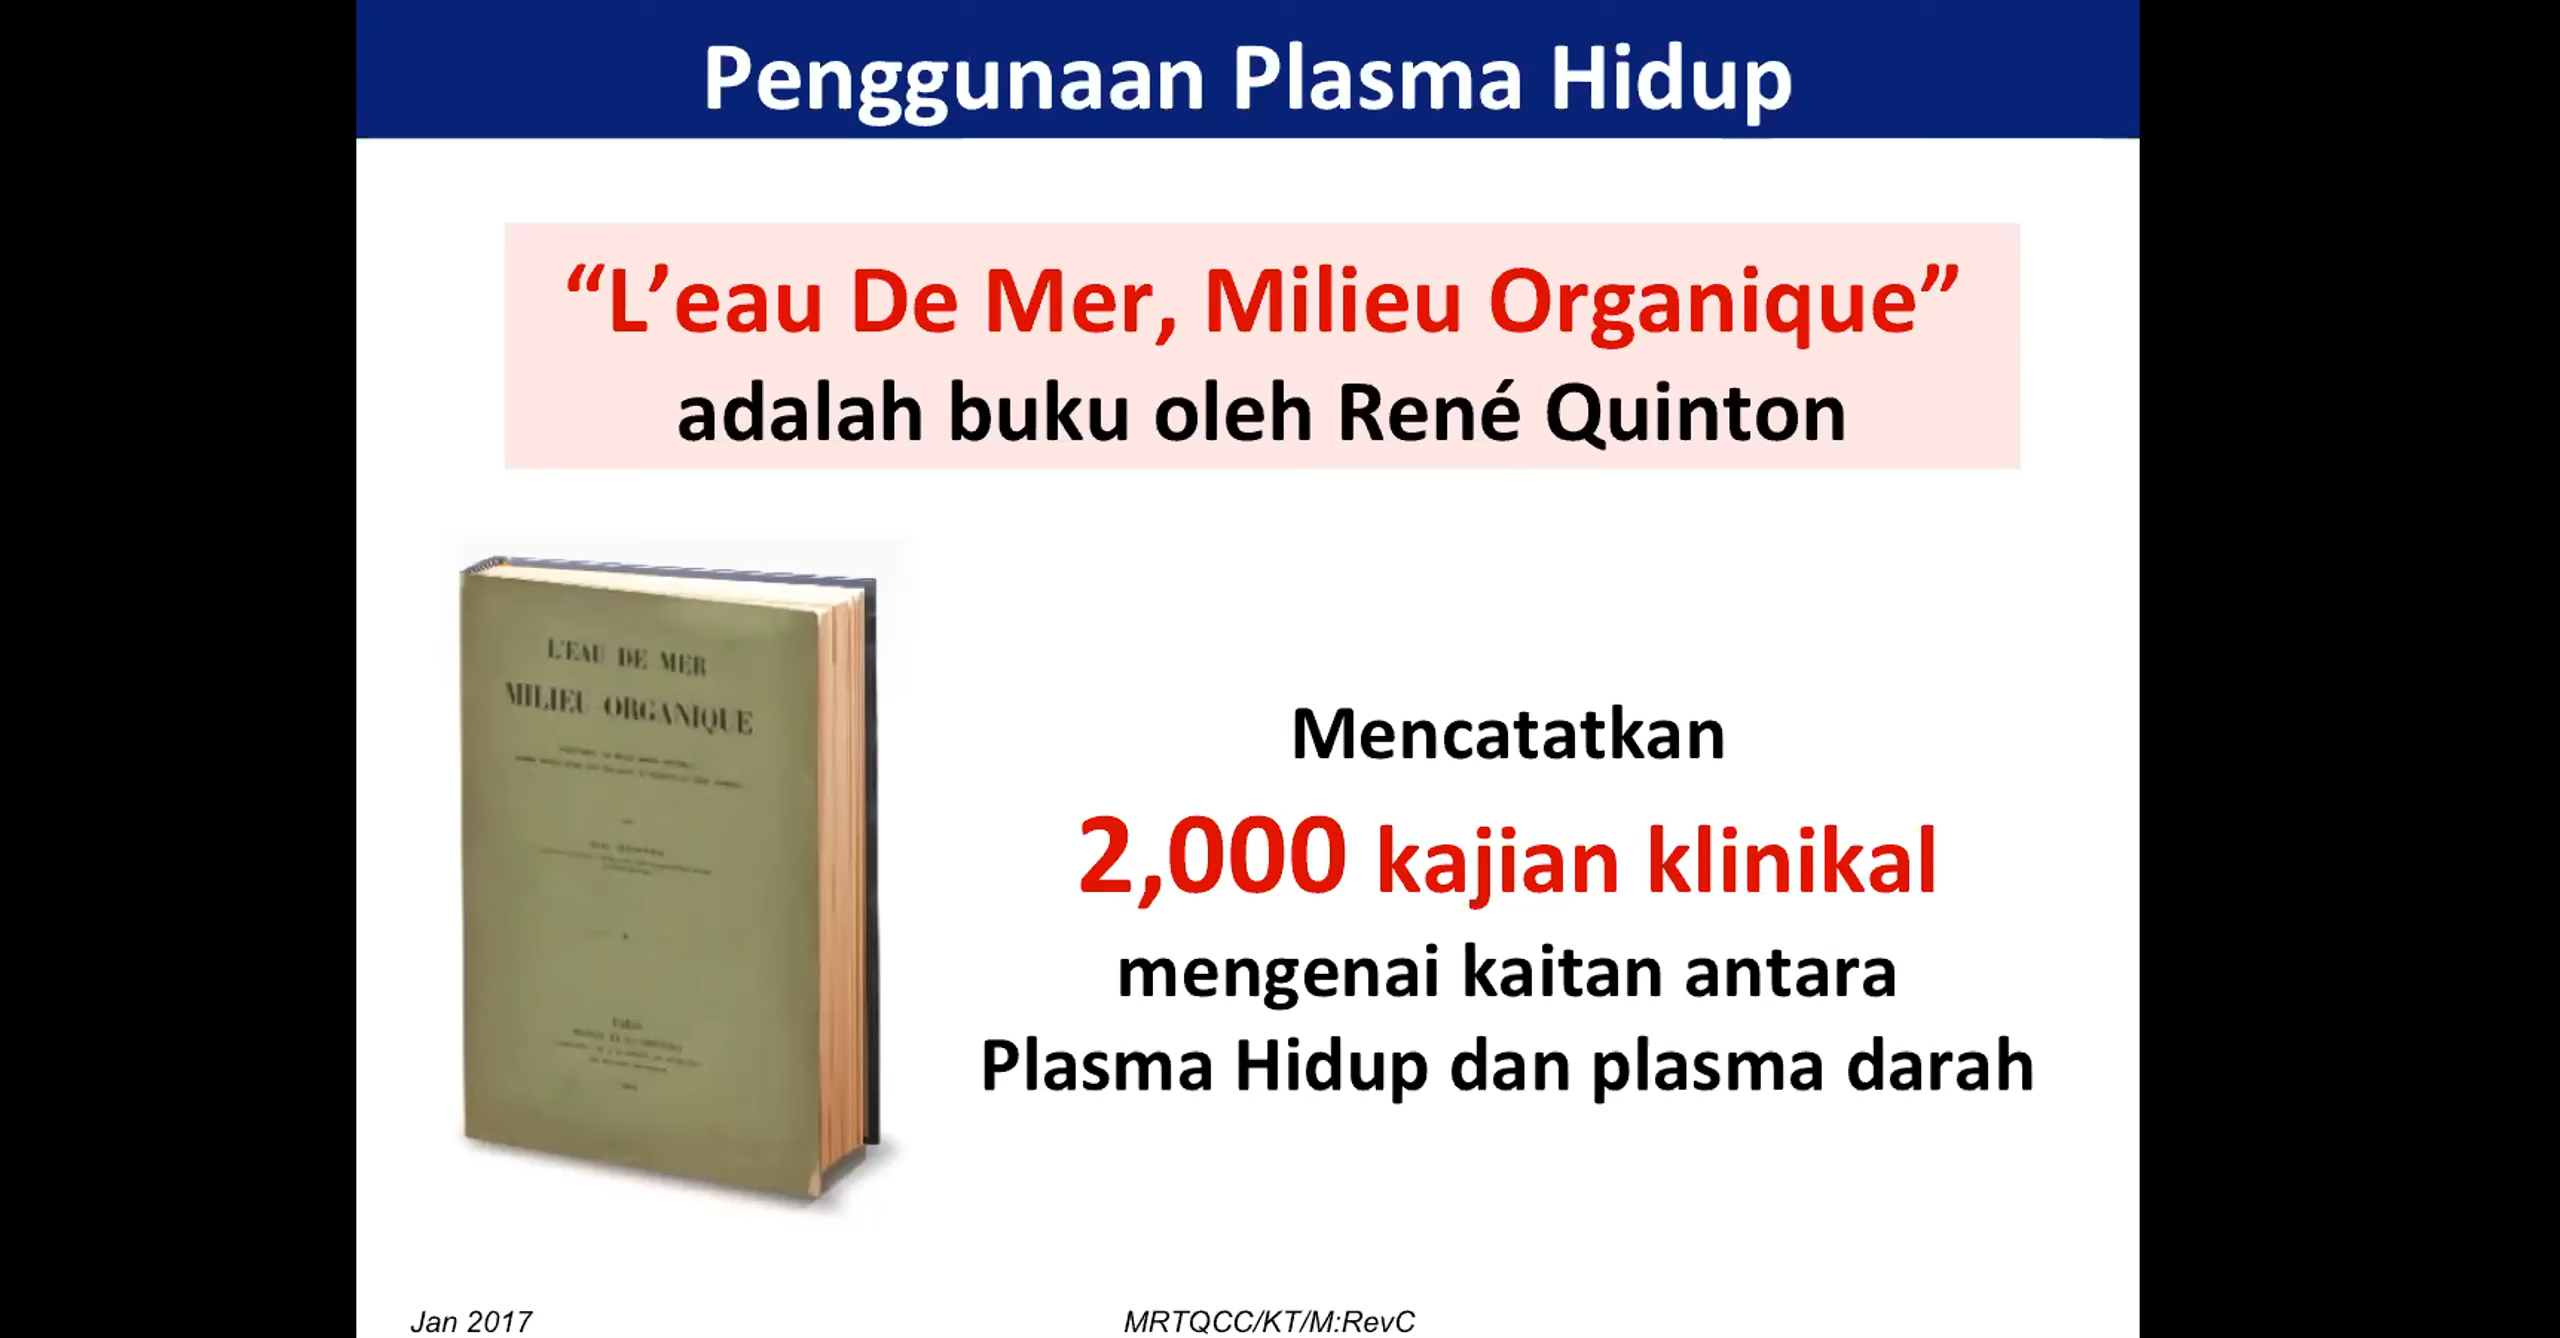 Penggunaan Plasma Hidup
“L’eau De Mer, Milieu Organique”
adalah buku oleh René Quinton
L'EAU DE MER
MILIEU ORGANIQUE
PARIS
Mencatatkan
2,000 kajian klinikal
mengenai kaitan antara
Plasma Hidup dan plasma darah
Jan 2017
MRTQCC/KT/M:RevC